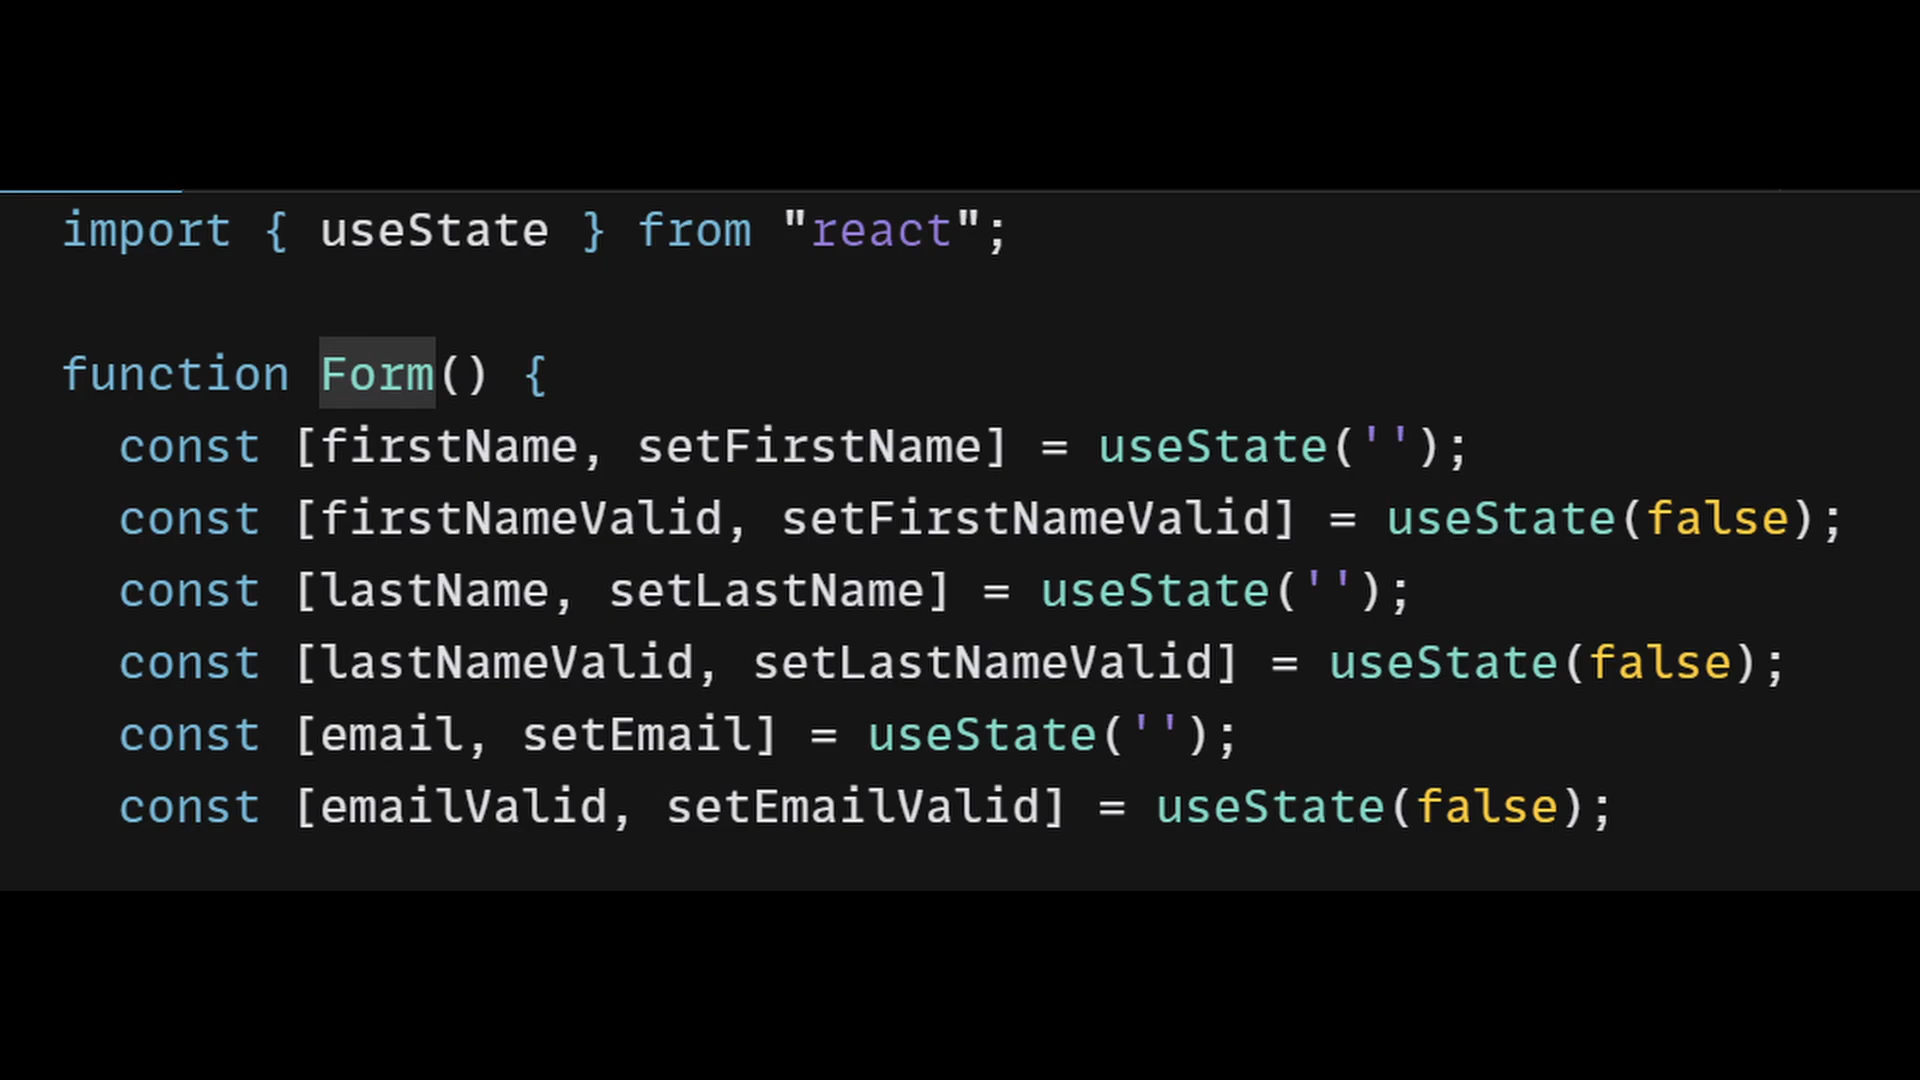 import { useState } from "react";
function Form() {
const [firstName, setFirstName] = useState('');
const [firstNameValid, setFirstNameValid] = useState(false);
const [lastName, setLastName] = useState('');
const [lastNameValid, setLastNameValid] = useState(false);
const [email, setEmail] = useState('');
const [emailValid, setEmailValid] = useState(false);